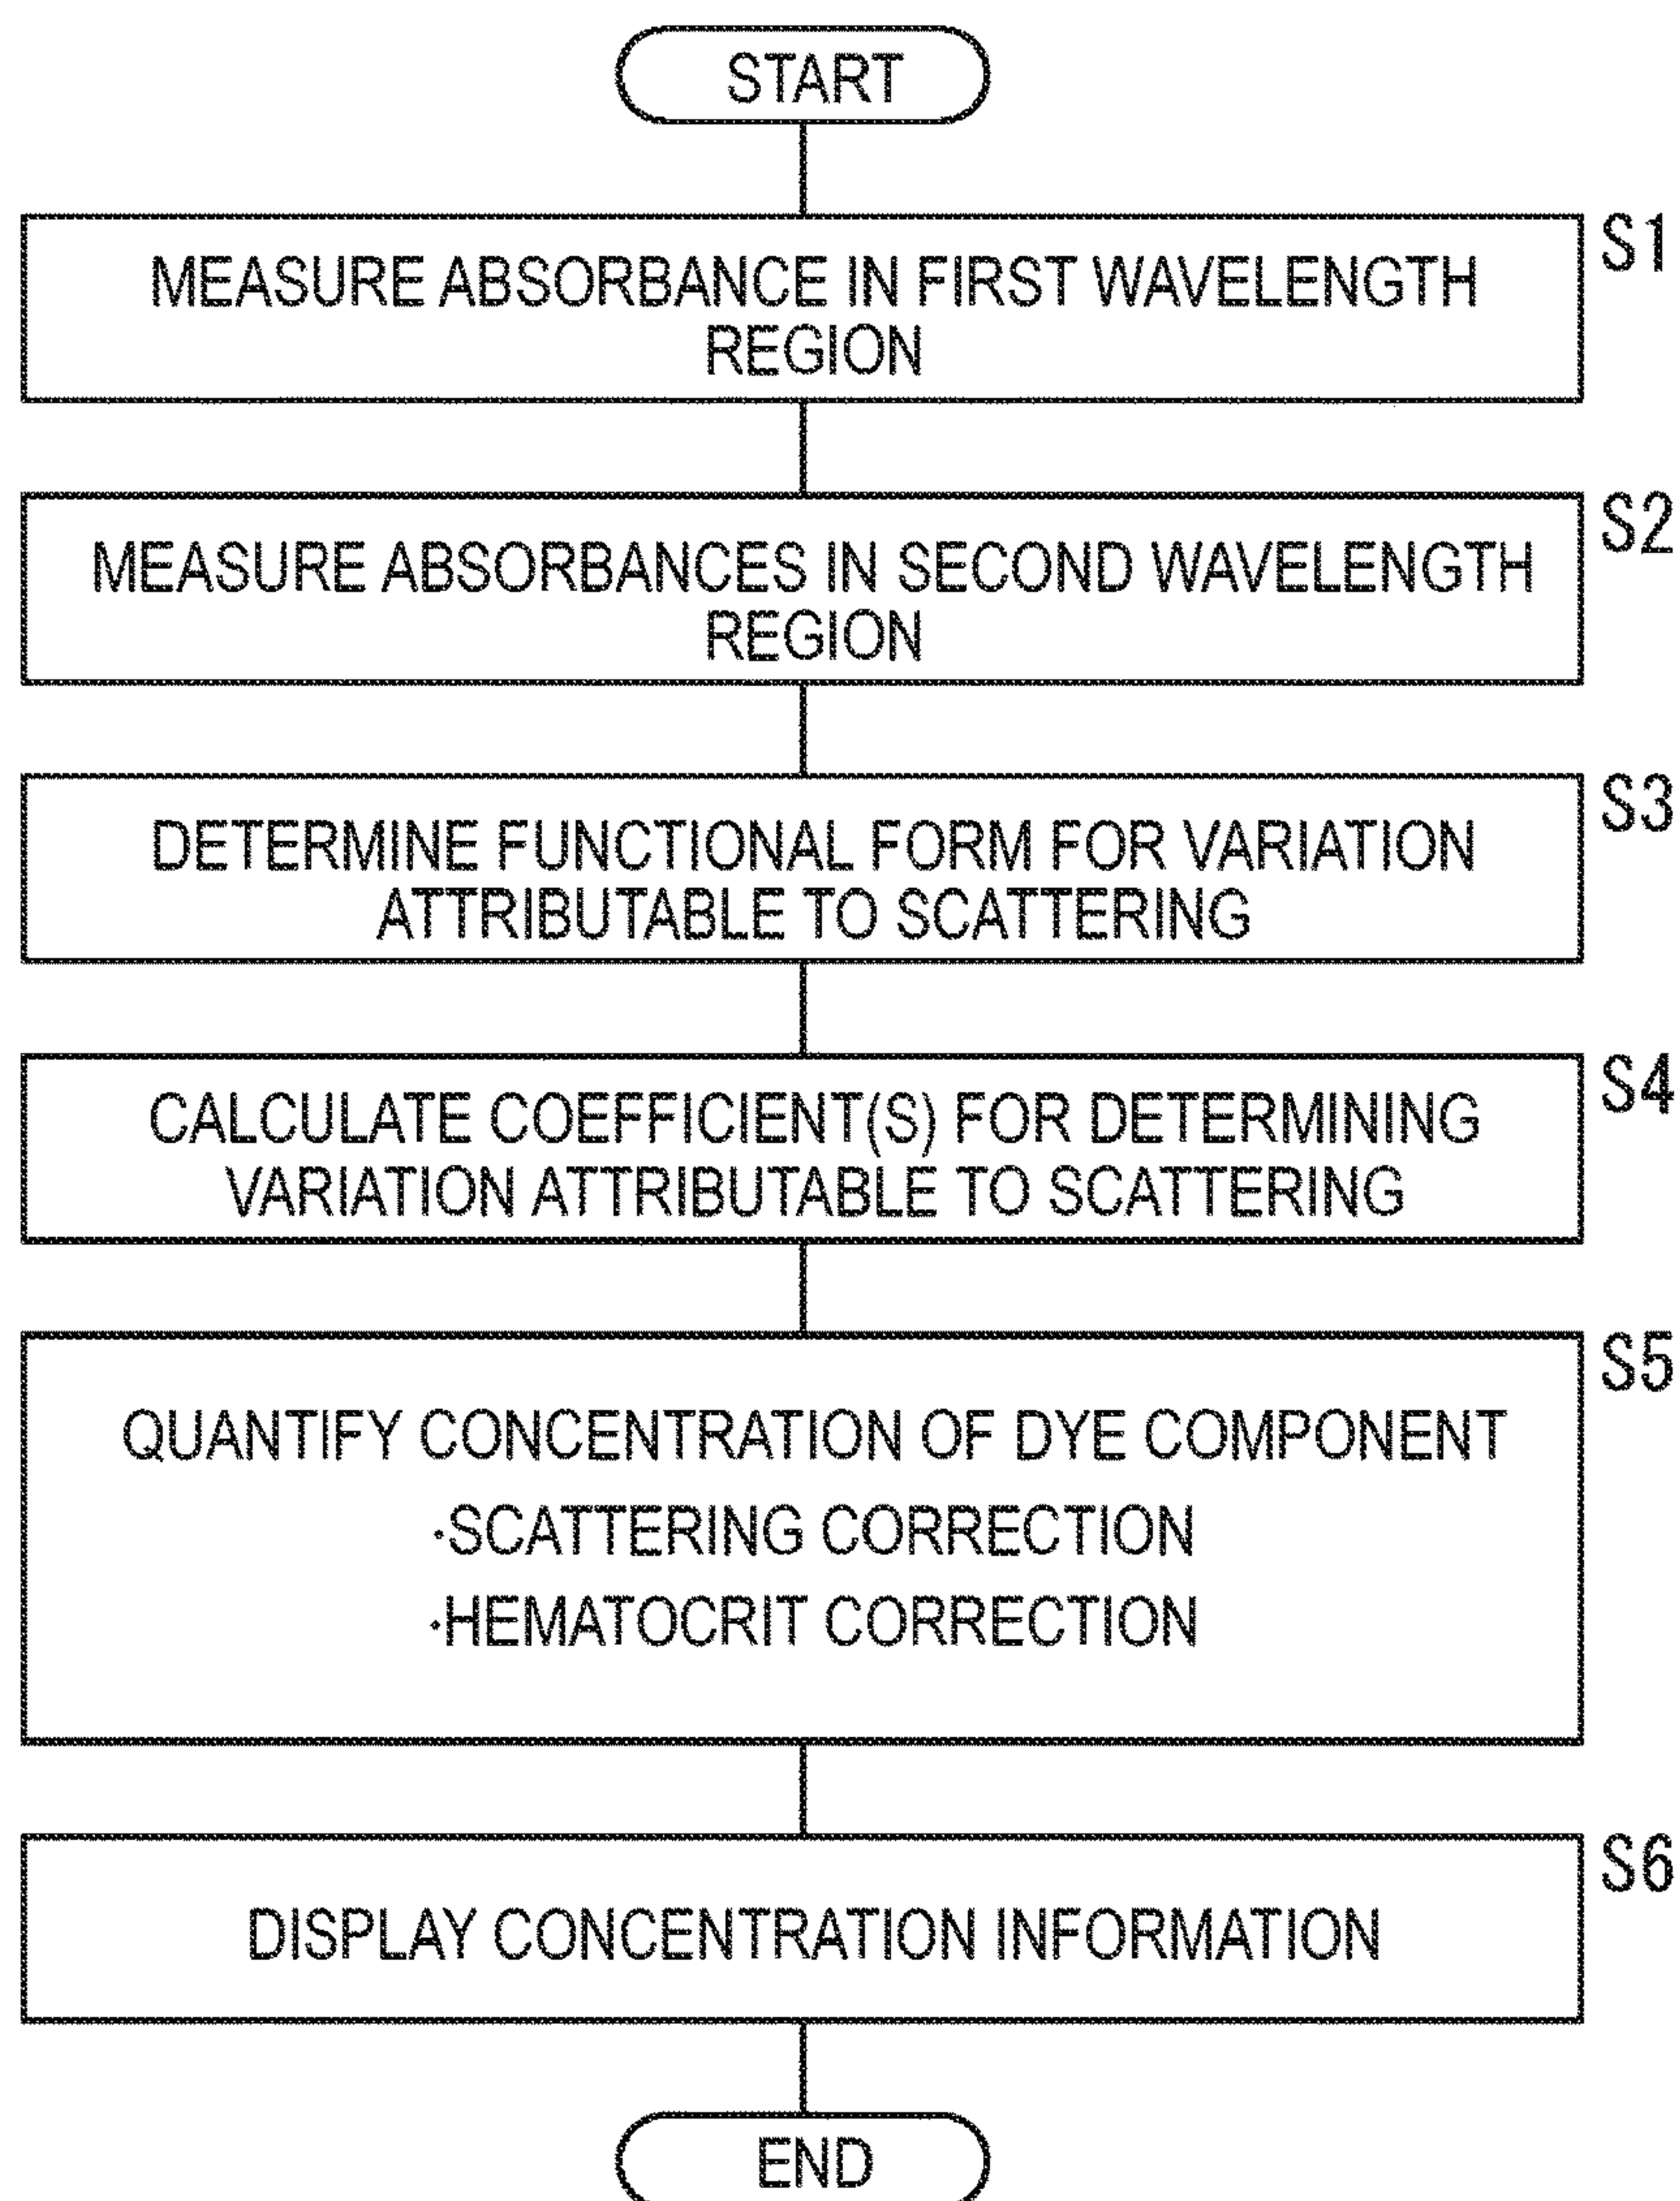 START
S1
MEASURE ABSORBANCE IN FIRST WAVELENGTH
REGION
S2
MEASURE ABSORBANCES IN SECOND WAVELENGTH
REGION
S3
DETERMINE FUNCTIONAL FORM FOR VARIATION
ATTRIBUTABLE TO SCATTERING
S4
CALCULATE COEFFICIENT(S) FOR DETERMINING
VARIATION ATTRIBUTABLE TO SCATTERING
S5
QUANTIFY CONCENTRATION OF DYE COMPONENT
·SCATTERING CORRECTION
·HEMATOCRIT CORRECTION
S6
DISPLAY CONCENTRATION INFORMATION
END